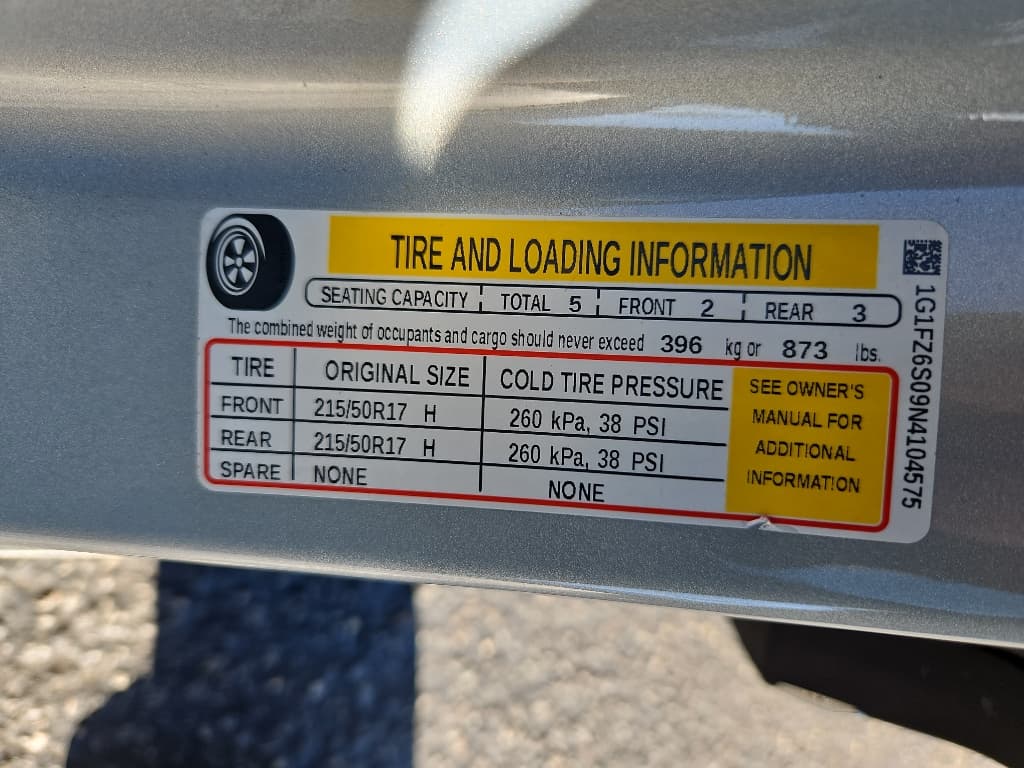 TIRE AND LOADING INFORMATION
SEATING CAPACITY TOTAL 5 FRONT 2 REAR 3
The combined weight of occupants and cargo should never exceed 396 kg or 873 lbs.
TIRE ORIGINAL SIZE COLD TIRE PRESSURE
FRONT 215/50R17 H 260 kPa, 38 PSI
REAR 215/50R17 H 260 kPa, 38 PSI
SPARE NONE NONE
SEE OWNER'S
MANUAL FOR
ADDITIONAL
INFORMATION
1G1FZ6S09N4104575